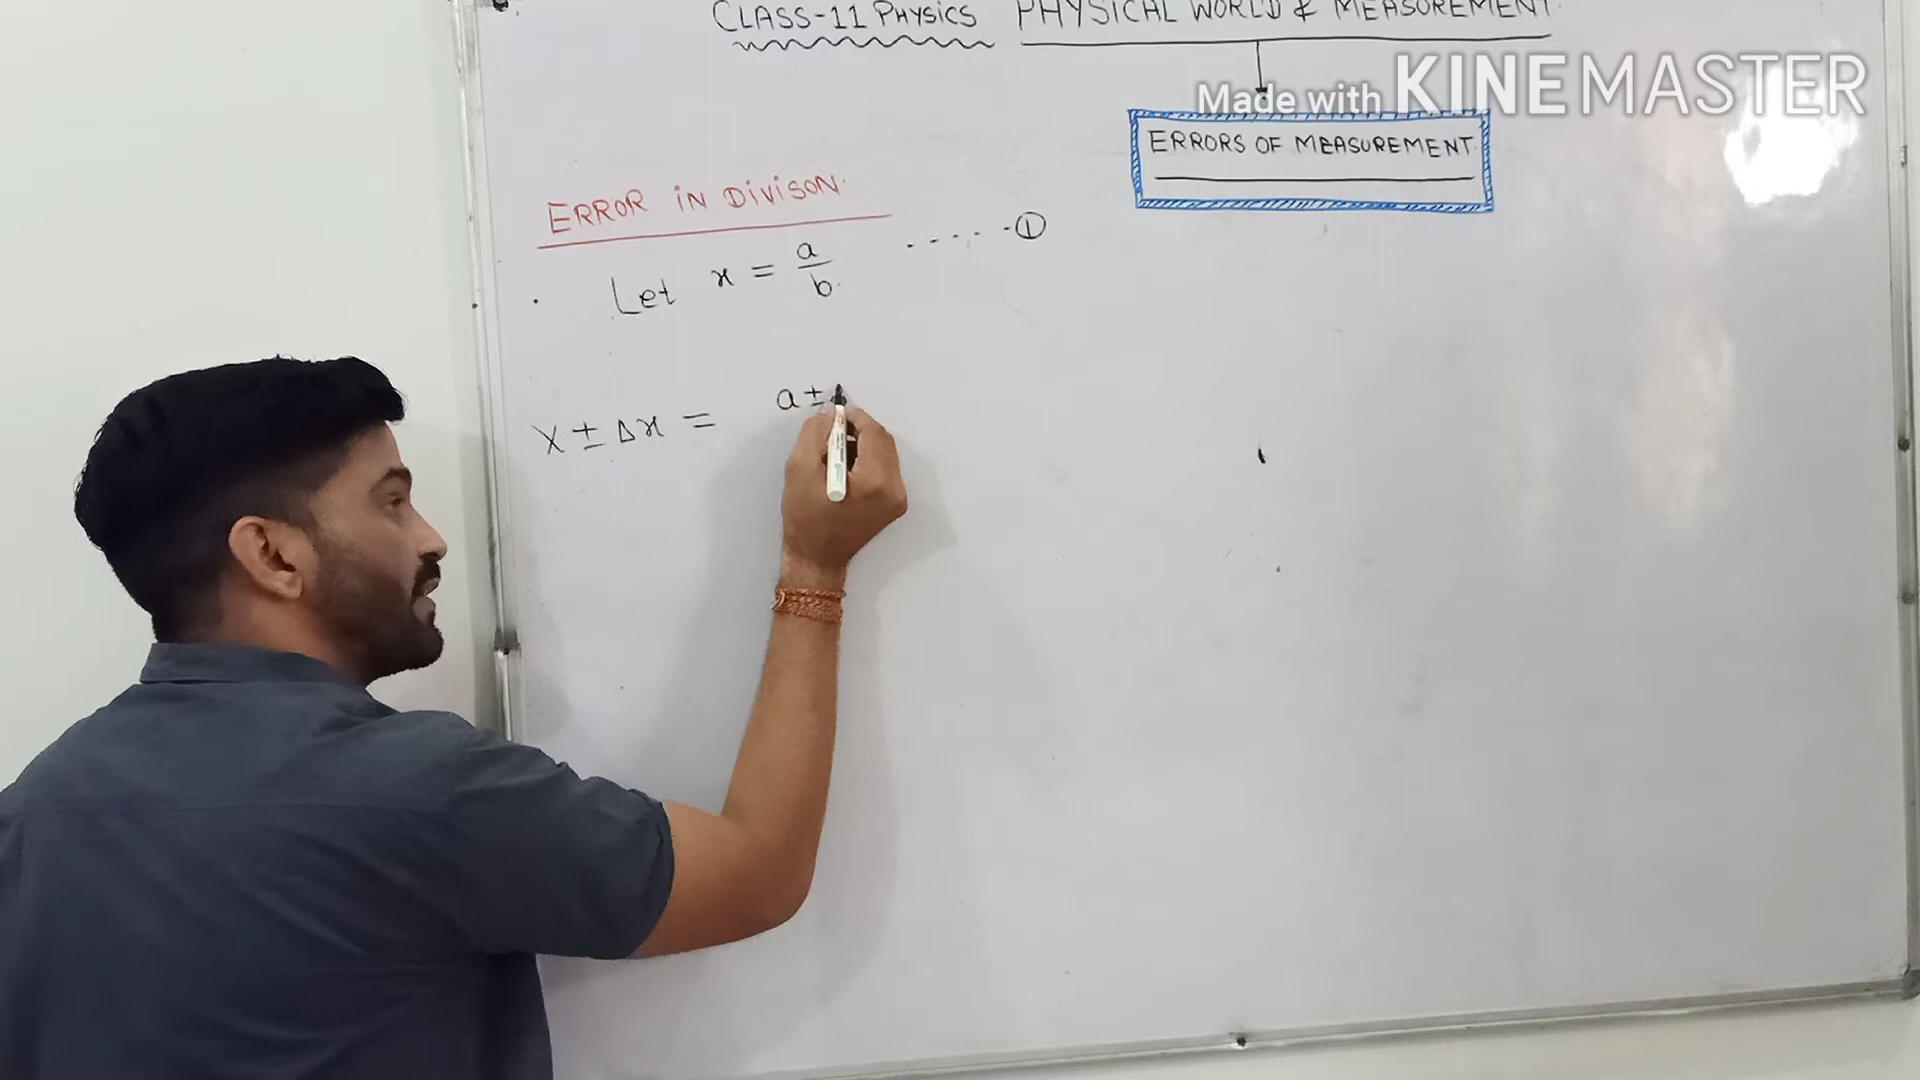 CLASS-11 PHYSICS PHYSICAL WORLD & MEASUREMENT
Made with KINEMASTER
ERRORS OF MEASUREMENT
ERROR IN DIVISON
Let x = a/b .....①
x ± Δx = a ±